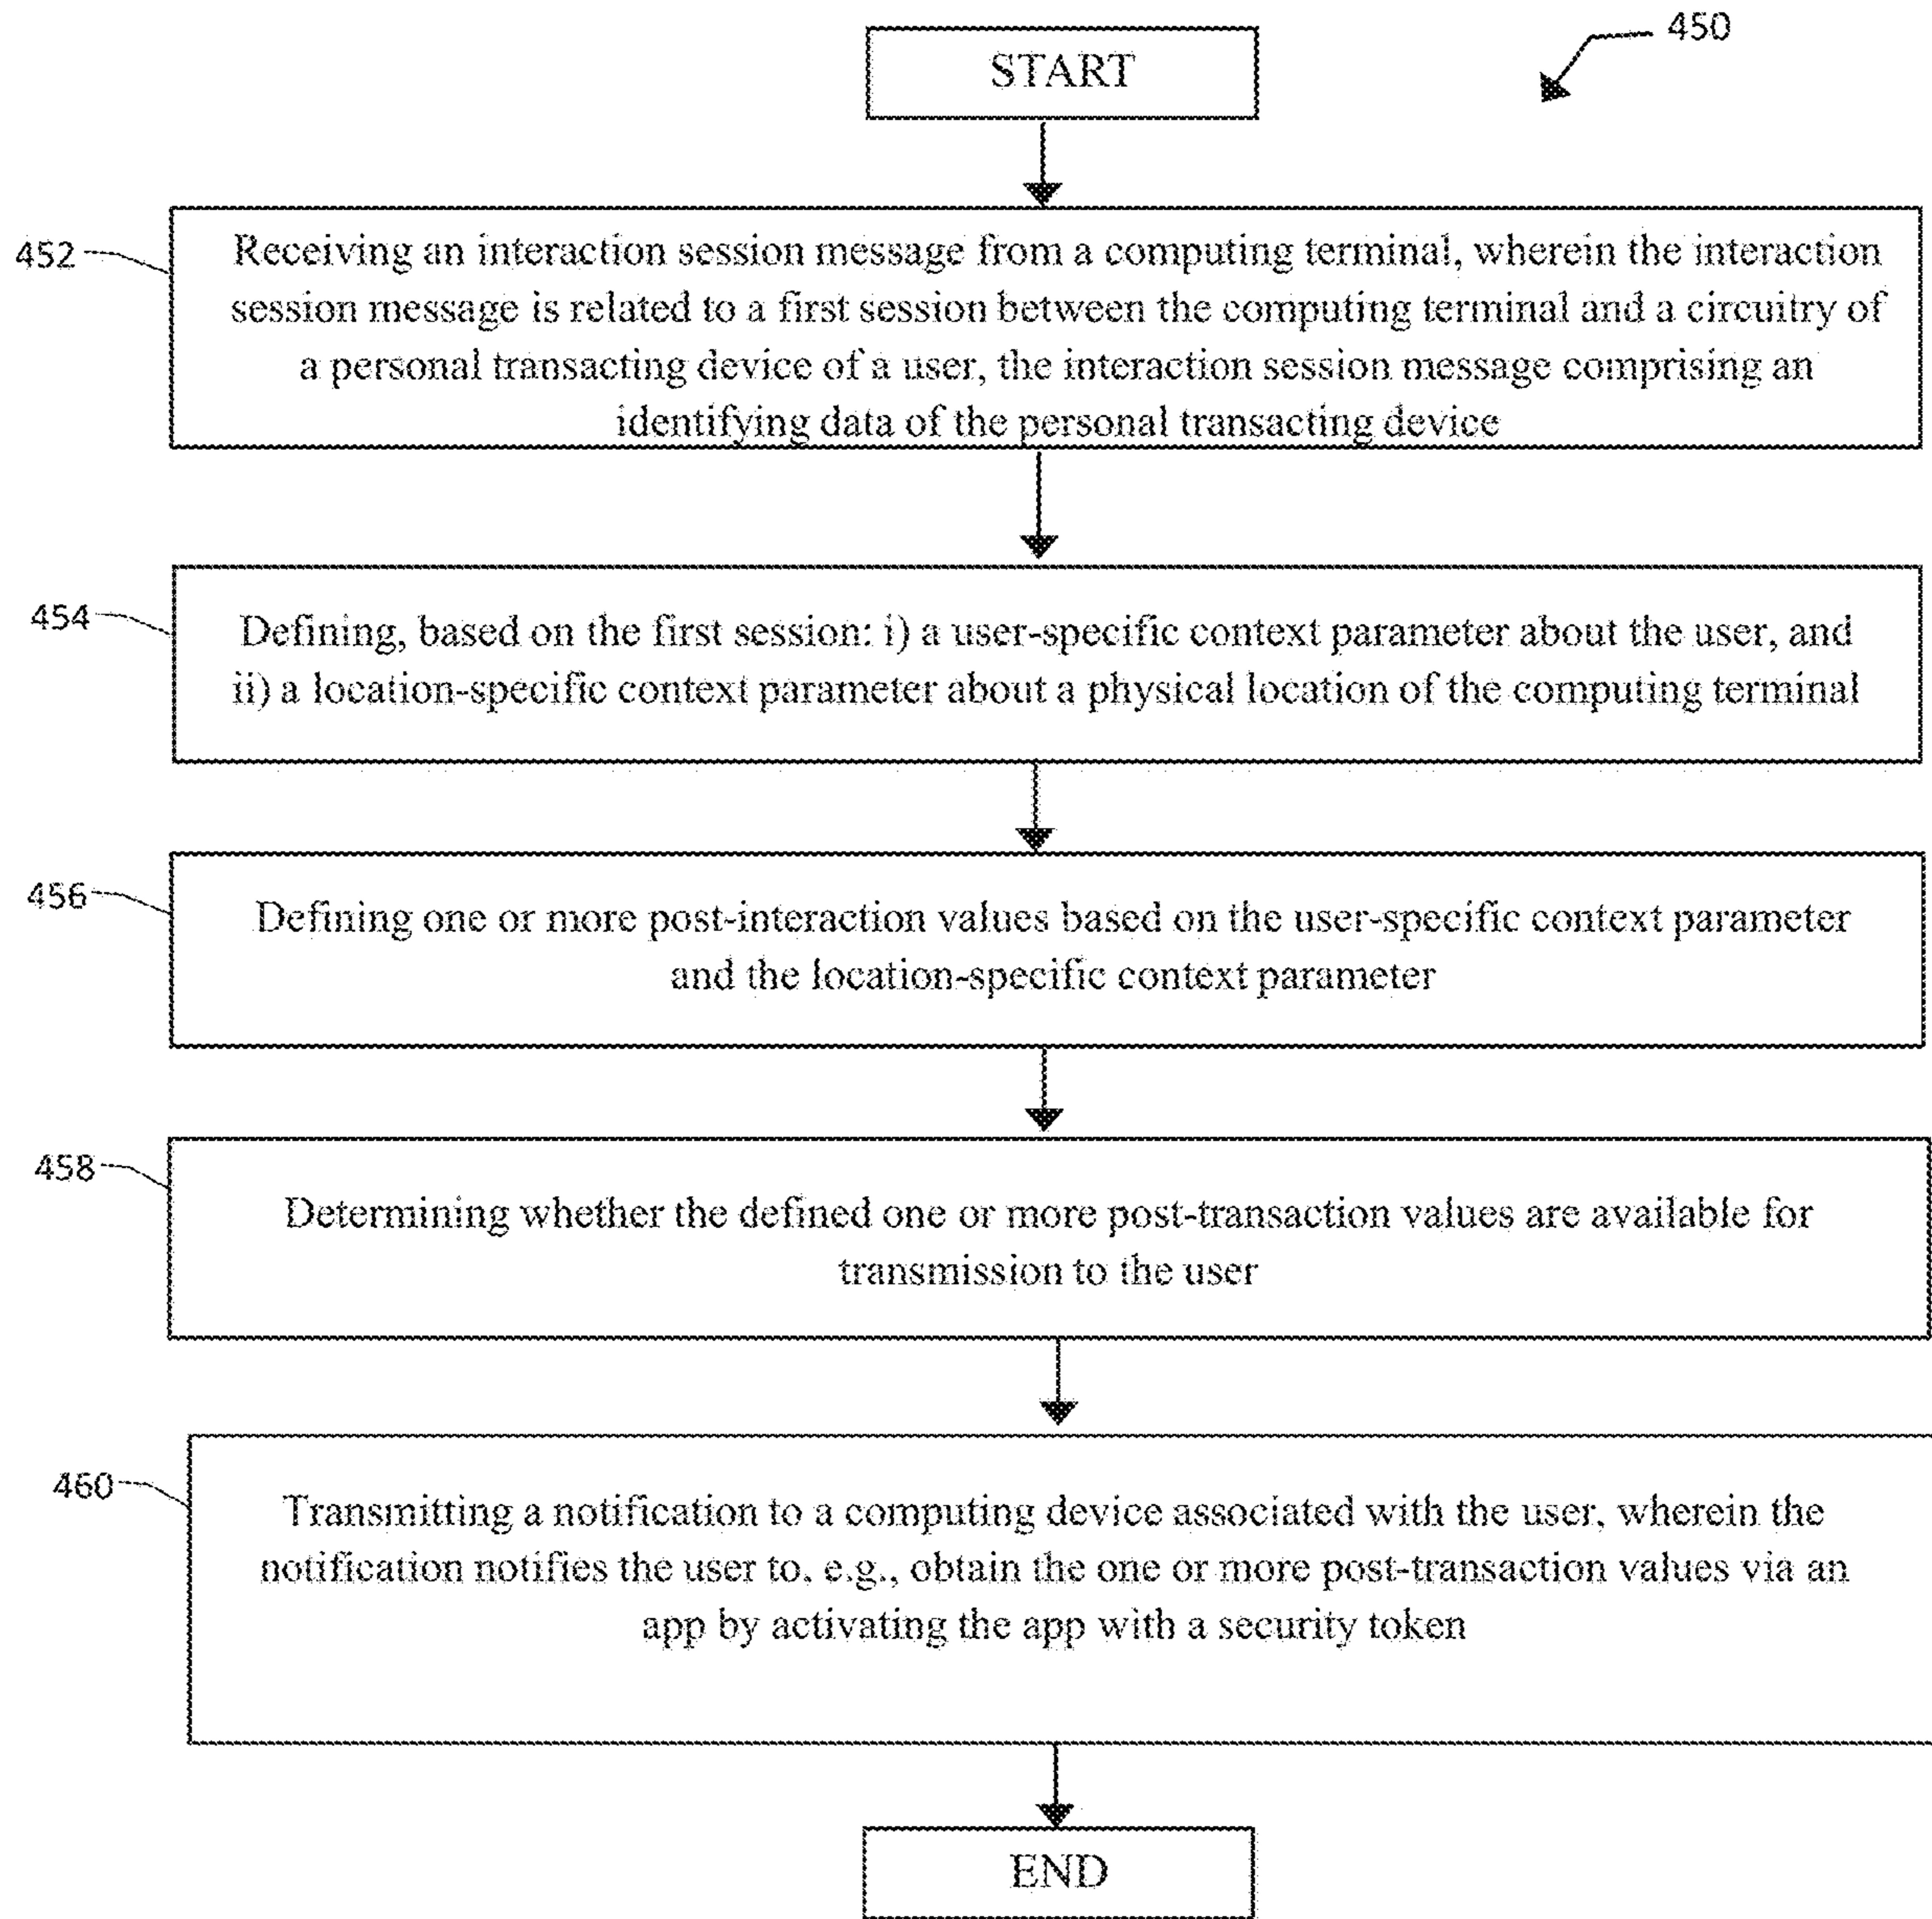 START
450
452
Receiving an interaction session message from a computing terminal, wherein the interaction
session message is related to a first session between the computing terminal and a circuitry of
a personal transacting device of a user, the interaction session message comprising an
identifying data of the personal transacting device
454
Defining, based on the first session: i) a user-specific context parameter about the user, and
ii) a location-specific context parameter about a physical location of the computing terminal
456
Defining one or more post-interaction values based on the user-specific context parameter
and the location-specific context parameter
458
Determining whether the defined one or more post-transaction values are available for
transmission to the user
460
Transmitting a notification to a computing device associated with the user, wherein the
notification notifies the user to, e.g., obtain the one or more post-transaction values via an
app by activating the app with a security token
END